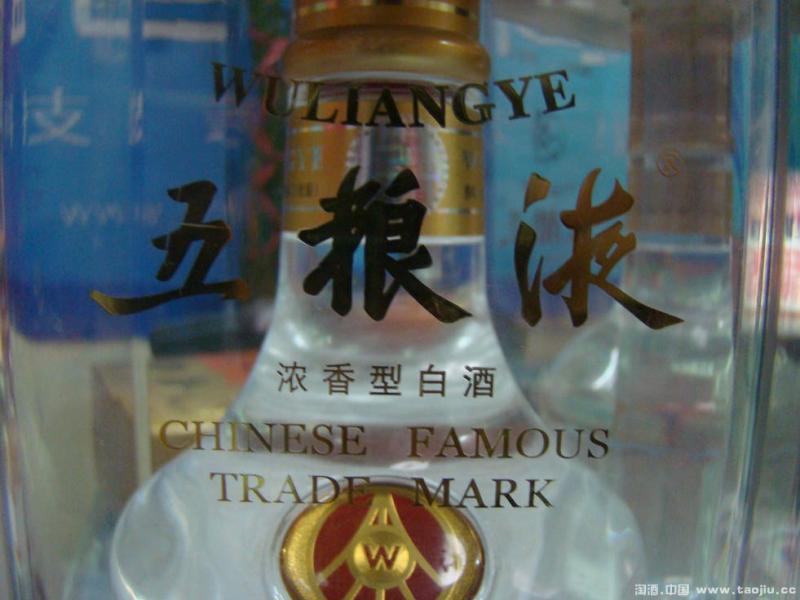 WULIANGYE
五粮液®
浓香型白酒
CHINESE FAMOUS
TRADE MARK
W
支
淘酒.中国 www.taojiu.cc